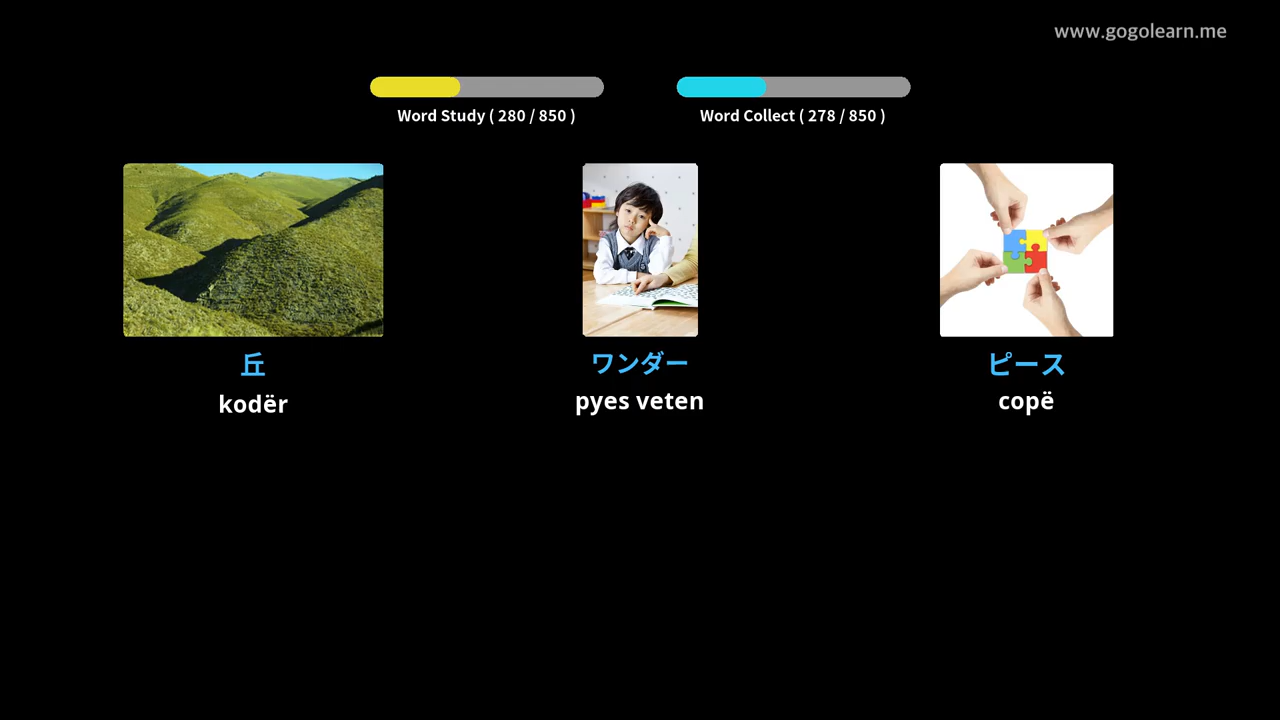 www.gogolearn.me
Word Study ( 280 / 850 )
Word Collect ( 278 / 850 )
丘
ワンダー
ピース
kodër
pyes veten
copë